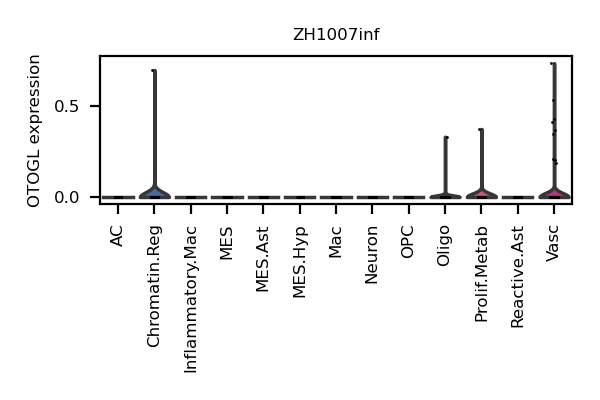 ZH1007inf
OTOGL expression
0.5
0.0
AC
Chromatin.Reg
Inflammatory.Mac
MES
MES.Ast
MES.Hyp
Mac
Neuron
OPC
Oligo
Prolif.Metab
Reactive.Ast
Vasc